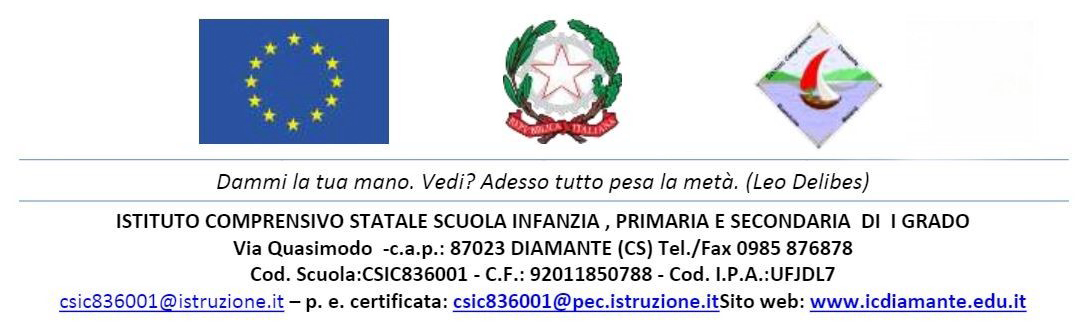 REPVBBLICA ITALIANA
Dammi la tua mano. Vedi? Adesso tutto pesa la metà. (Leo Delibes)
ISTITUTO COMPRENSIVO STATALE SCUOLA INFANZIA , PRIMARIA E SECONDARIA DI I GRADO
Via Quasimodo -c.a.p.: 87023 DIAMANTE (CS) Tel./Fax 0985 876878
Cod. Scuola:CSIC836001 - C.F.: 92011850788 - Cod. I.P.A.:UFJDL7
csic836001@istruzione.it – p. e. certificata: csic836001@pec.istruzione.itSito web: www.icdiamante.edu.it